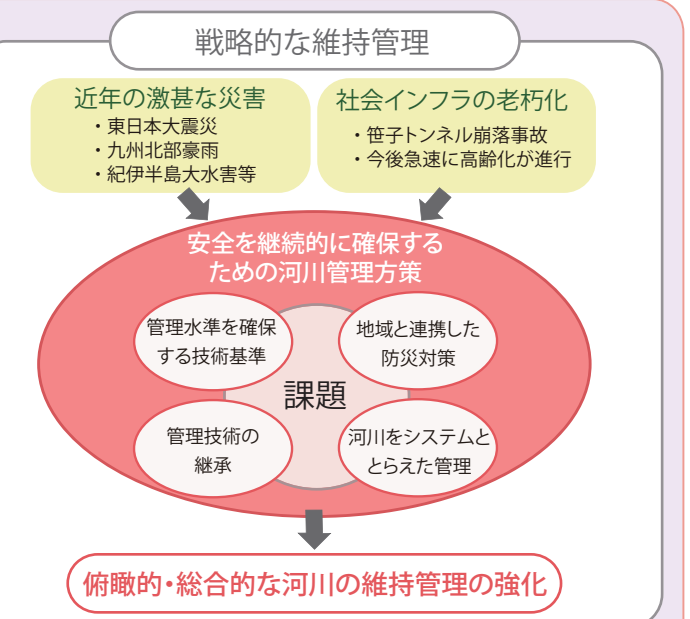 戦略的な維持管理
近年の激甚な災害
・東日本大震災
・九州北部豪雨
・紀伊半島大水害等
社会インフラの老朽化
・笹子トンネル崩落事故
・今後急速に高齢化が進行
安全を継続的に確保する
ための河川管理方策
管理水準を確保
する技術基準
地域と連携した
防災対策
課題
管理技術の
継承
河川をシステムと
とらえた管理
俯瞰的・総合的な河川の維持管理の強化